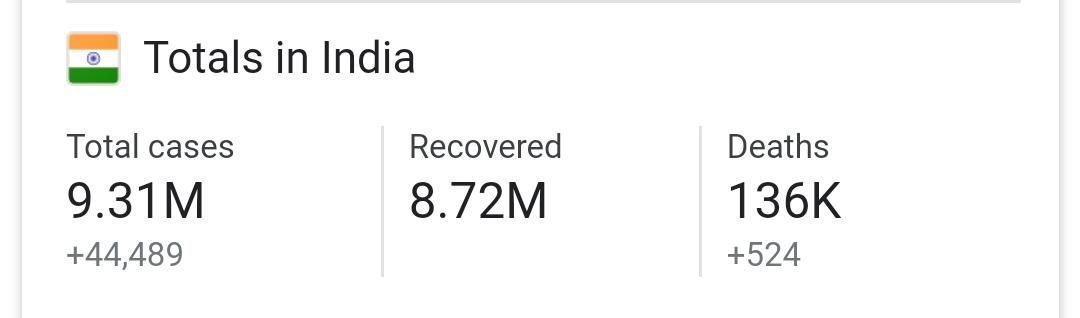 Totals in India
Total cases
9.31M
+44,489
Recovered
8.72M
Deaths
136K
+524